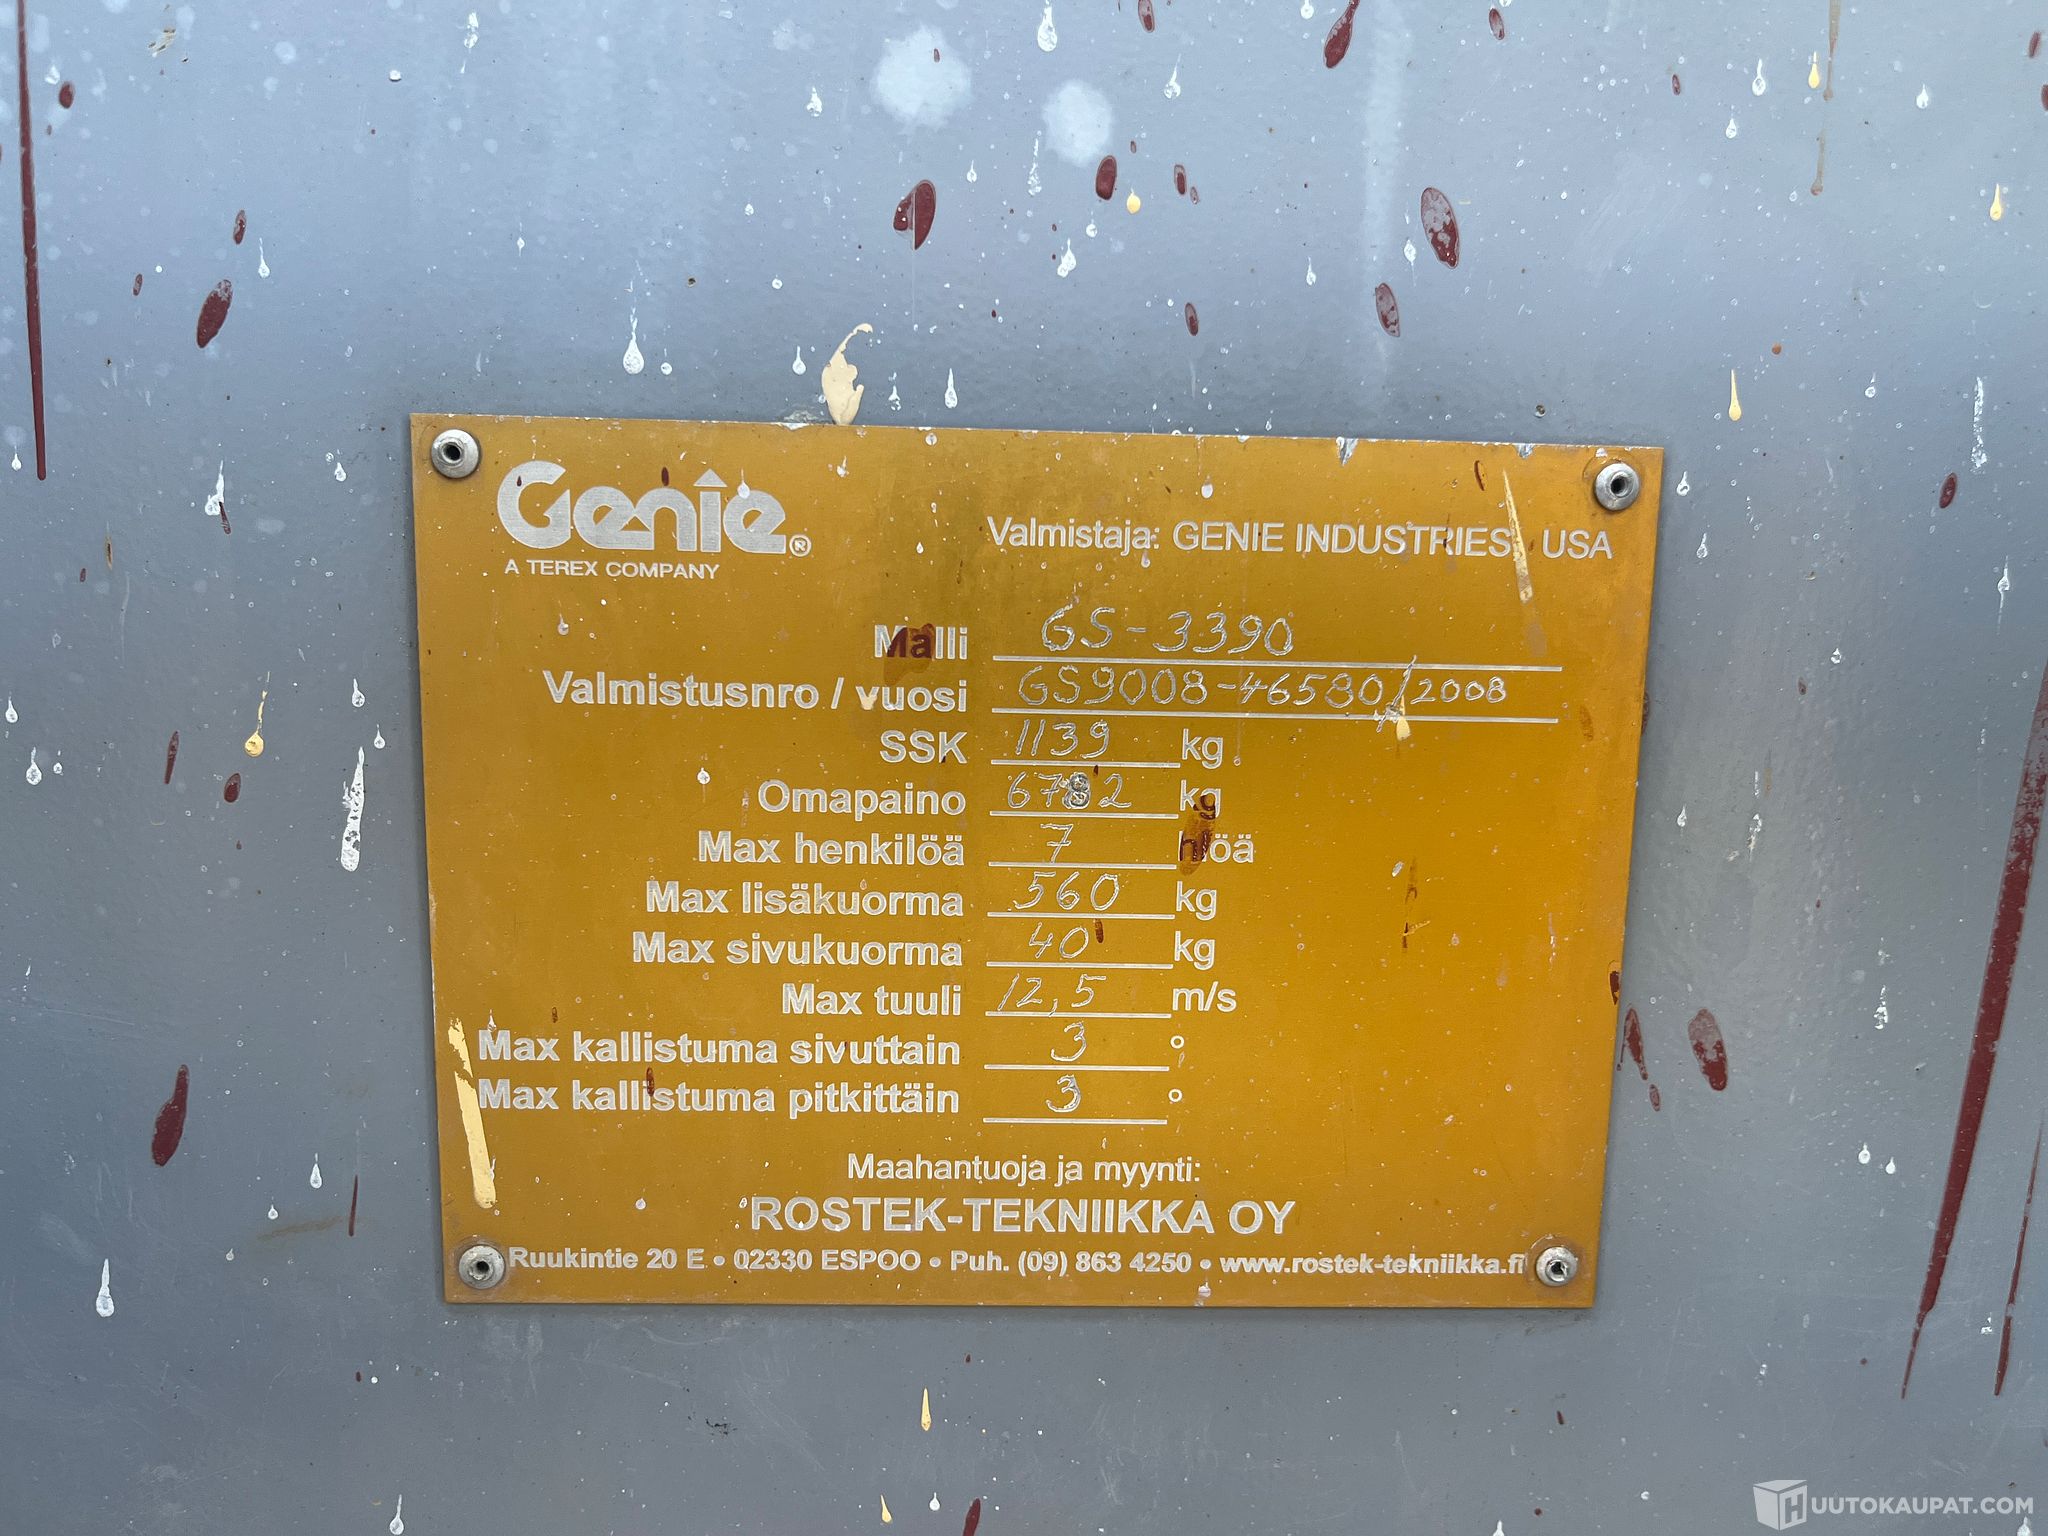 Genie®
A TEREX COMPANY
Valmistaja: GENIE INDUSTRIES, USA
Malli GS-3390
Valmistusnro / vuosi GS9008-46580/2008
SSK 1139 kg
Omapaino 6782 kg
Max henkilöä 7 hlöä
Max lisäkuorma 560 kg
Max sivukuorma 40 kg
Max tuuli 12,5 m/s
Max kallistuma sivuttain 3 °
Max kallistuma pitkittäin 3 °
Maahantuoja ja myynti:
ROSTEK-TEKNIIKKA OY
Ruukintie 20 E • 02330 ESPOO • Puh. (09) 863 4250 • www.rostek-tekniikka.fi
HUUTOKAUPAT.COM